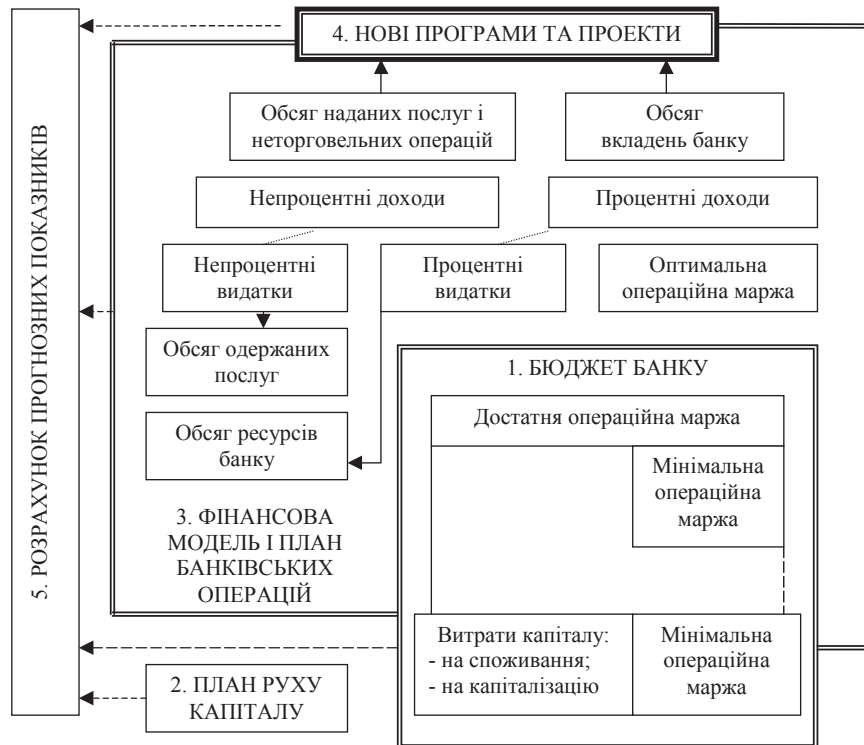 4. НОВІ ПРОГРАМИ ТА ПРОЕКТИ
Обсяг наданих послуг і
неторговельних операцій
Обсяг
вкладень банку
Непроцентні доходи
Процентні доходи
Непроцентні
видатки
Процентні
видатки
Оптимальна
операційна маржа
Обсяг одержаних
послуг
Обсяг ресурсів
банку
1. БЮДЖЕТ БАНКУ
Достатня операційна маржа
Мінімальна
операційна
маржа
3. ФІНАНСОВА
МОДЕЛЬ І ПЛАН
БАНКІВСЬКИХ
ОПЕРАЦІЙ
Витрати капіталу:
- на споживання;
- на капіталізацію
Мінімальна
операційна
маржа
2. ПЛАН РУХУ
КАПІТАЛУ
5. РОЗРАХУНОК ПРОГНОЗНИХ ПОКАЗНИКІВ